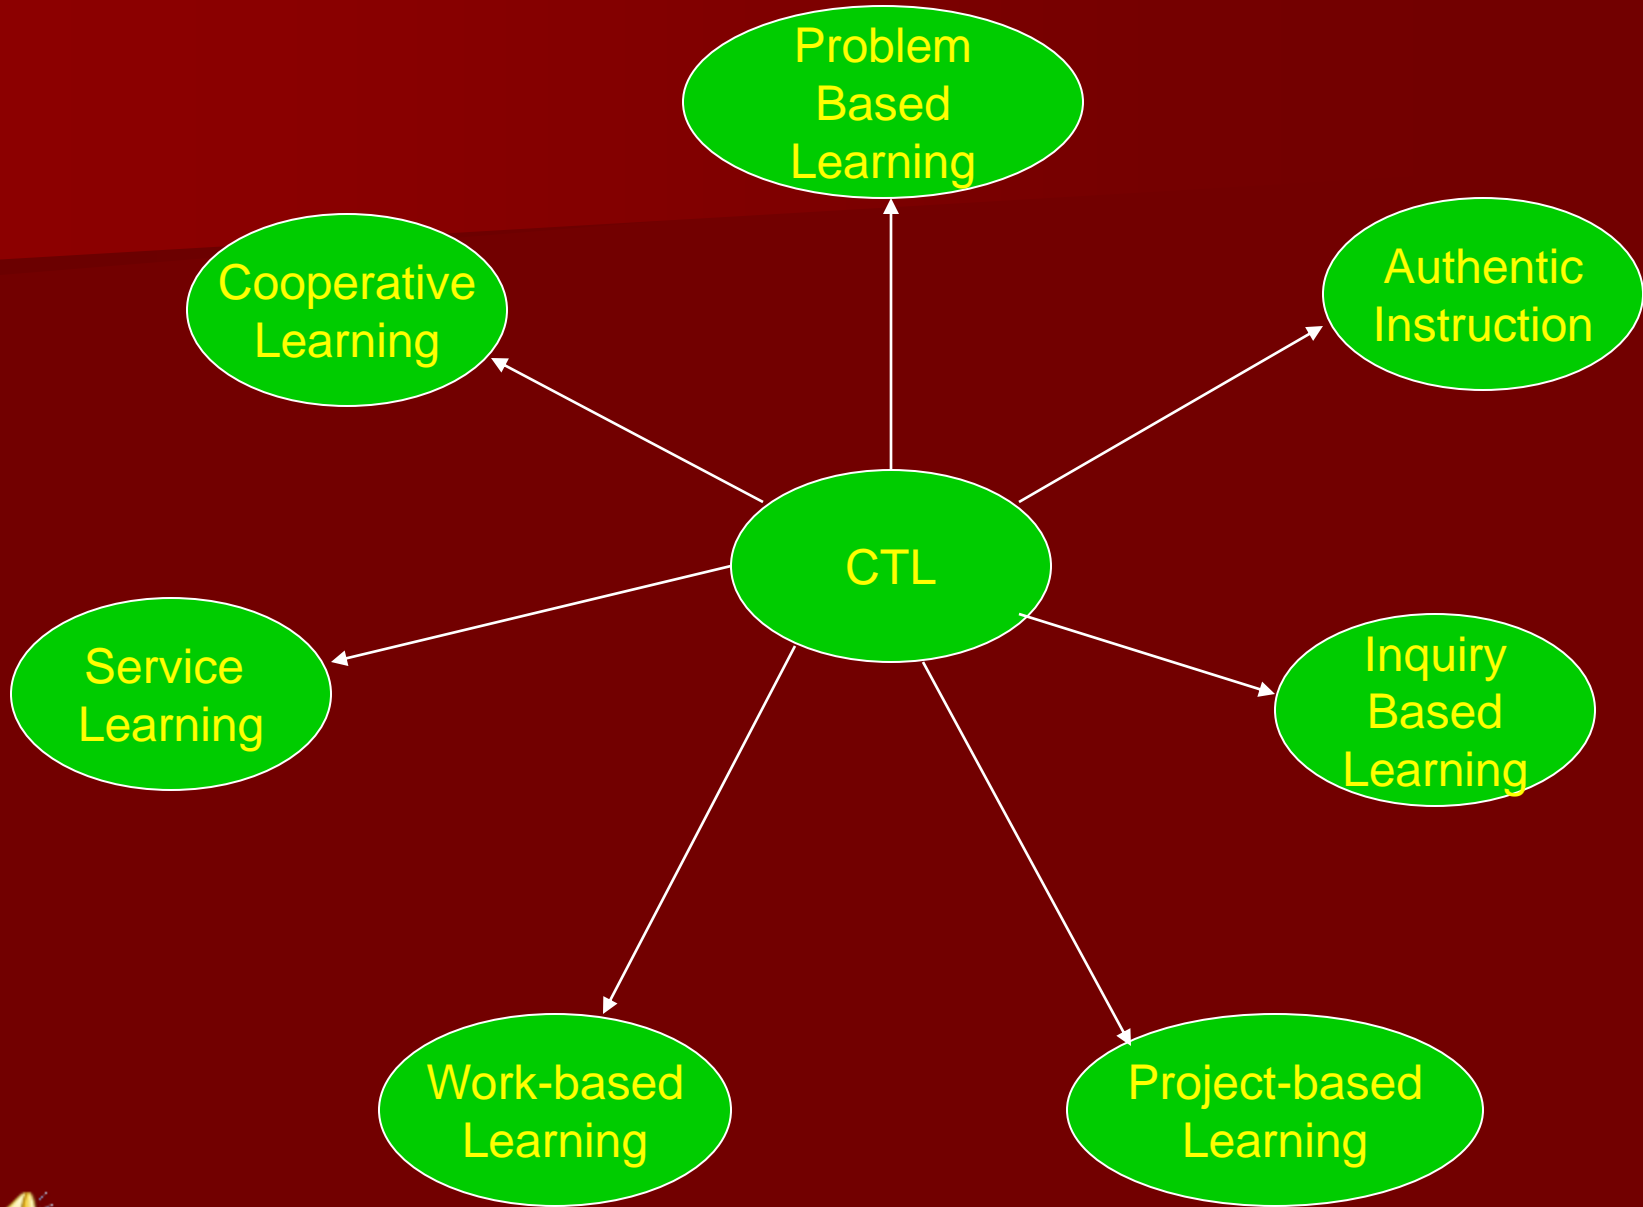 Problem
Based
Learning
Cooperative
Learning
Authentic
Instruction
CTL
Service
Learning
Inquiry
Based
Learning
Work-based
Learning
Project-based
Learning